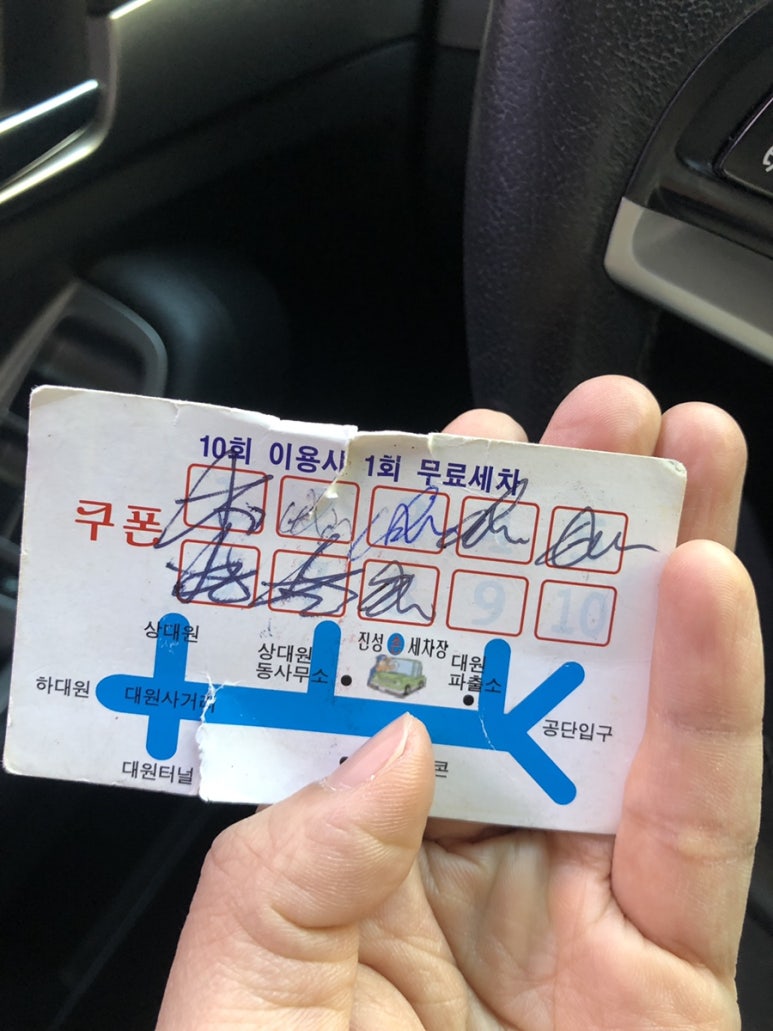 10회 이용시 1회 무료세차
쿠폰
9 10
상대원
상대원
동사무소
진성 손 세차장
대원
파출소
하대원
대원사거리
공단입구
대원터널
콘